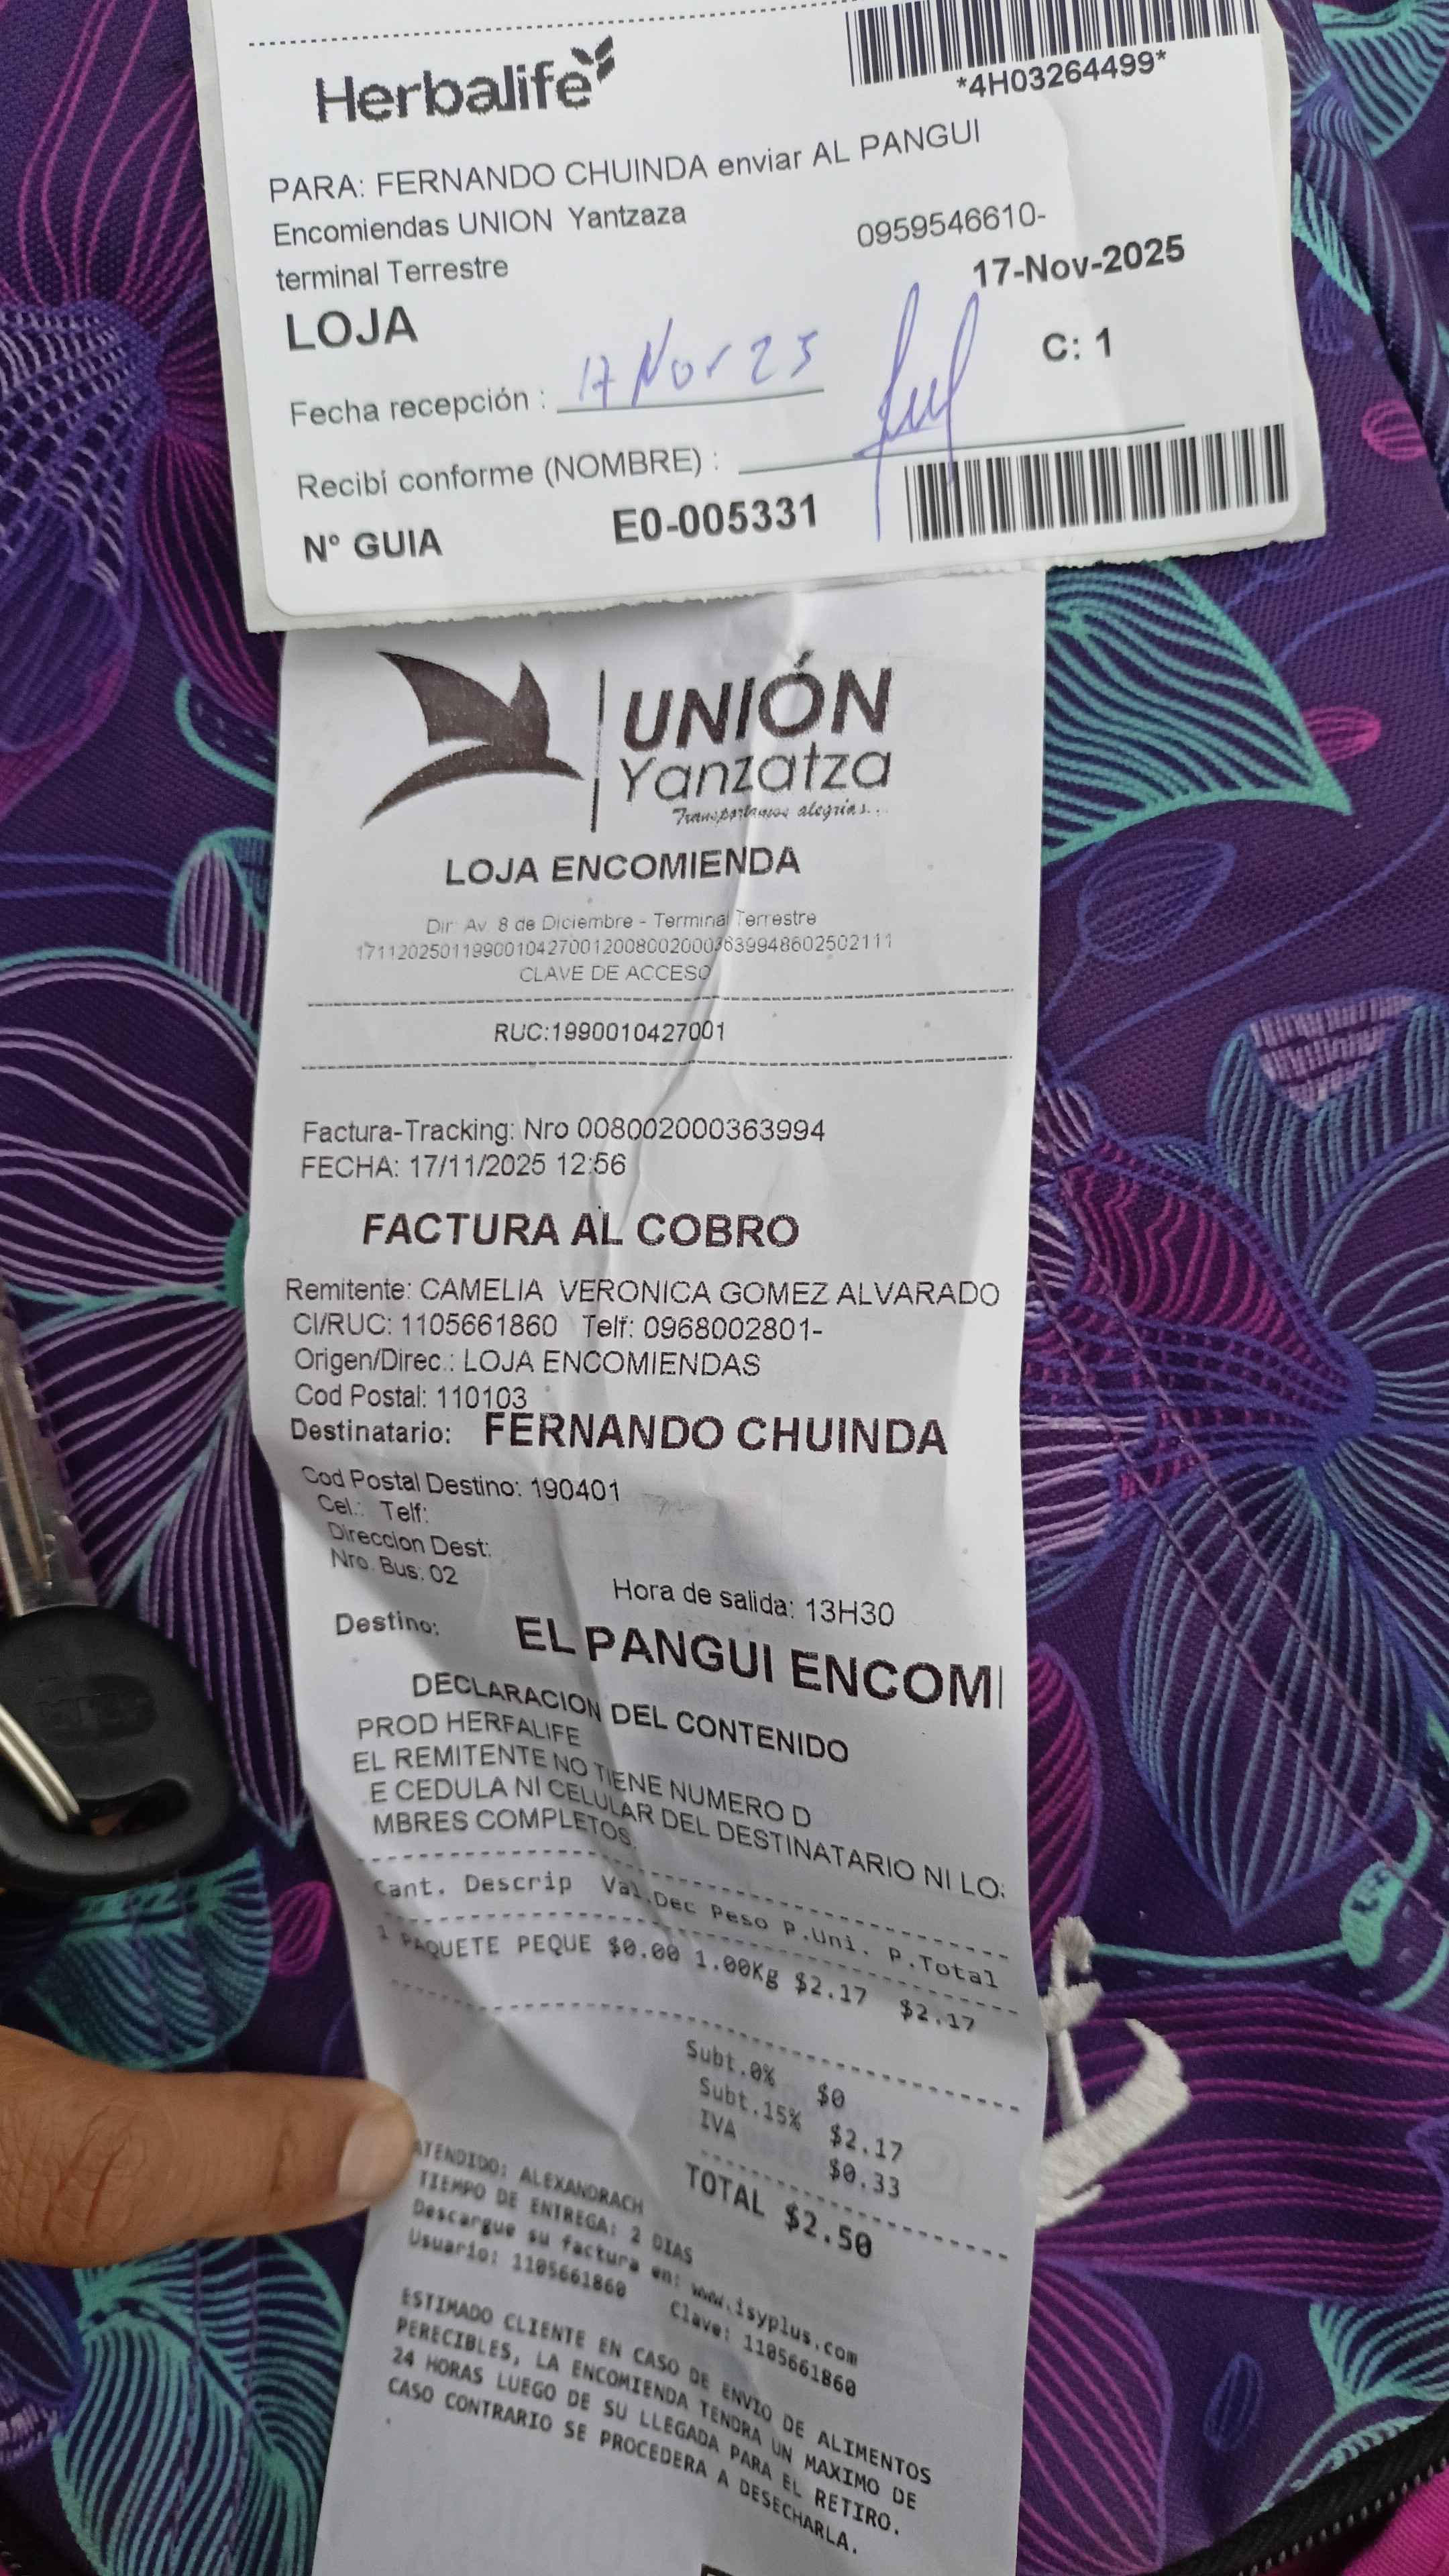 Herbalife
*4H03264499*
PARA: FERNANDO CHUINDA enviar AL PANGUI
Encomiendas UNION Yantzaza
0959546610-
terminal Terrestre
17-Nov-2025
LOJA
C: 1
Fecha recepción : 17 Nov 25
Recibí conforme (NOMBRE) :
N° GUIA E0-005331
UNIÓN
Yanzatza
Transportamos alegrías...
LOJA ENCOMIENDA
Dir: Av. 8 de Diciembre - Terminal Terrestre
1711202501199001042700120080020003639948602502111
CLAVE DE ACCESO
RUC:1990010427001
Factura-Tracking: Nro 008002000363994
FECHA: 17/11/2025 12:56
FACTURA AL COBRO
Remitente: CAMELIA VERONICA GOMEZ ALVARADO
CI/RUC: 1105661860 Telf: 0968002801-
Origen/Direc.: LOJA ENCOMIENDAS
Cod Postal: 110103
Destinatario: FERNANDO CHUINDA
Cod Postal Destino: 190401
Cel.: Telf:
Direccion Dest:
Nro. Bus: 02
Hora de salida: 13H30
Destino: EL PANGUI ENCOMI
DECLARACION DEL CONTENIDO
PROD HERFALIFE
EL REMITENTE NO TIENE NUMERO D
E CEDULA NI CELULAR DEL DESTINATARIO NI LO
MBRES COMPLETOS
Cant. Descrip Val.Dec Peso P.Uni. P.Total
1 PAQUETE PEQUE $0.00 1.00Kg $2.17 $2.17
Subt.0% $0
Subt.15% $2.17
IVA $0.33
TOTAL $2.50
ATENDIDO: ALEXANDRACH
TIEMPO DE ENTREGA: 2 DIAS
Descargue su factura en: www.isyplus.com
Usuario: 1105661860 Clave: 1105661860
ESTIMADO CLIENTE EN CASO DE ENVIO DE ALIMENTOS
PERECIBLES, LA ENCOMIENDA TENDRA UN MAXIMO DE
24 HORAS LUEGO DE SU LLEGADA PARA EL RETIRO.
CASO CONTRARIO SE PROCEDERA A DESECHARLA.